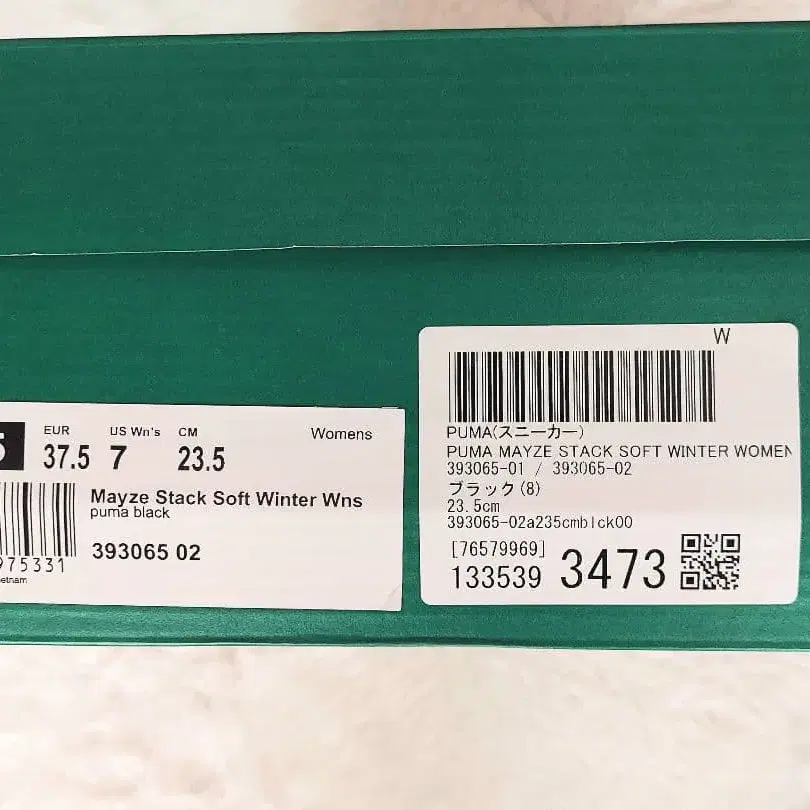 5
EUR
37.5
US Wn's
7
CM
23.5
Womens
Mayze Stack Soft Winter Wns
puma black
393065 02
975331
etnam
W
PUMA(スニーカー)
PUMA MAYZE STACK SOFT WINTER WOMEN
393065-01 / 393065-02
ブラック(8)
23.5cm
393065-02a235cmblck00
[76579969]
133539 3473